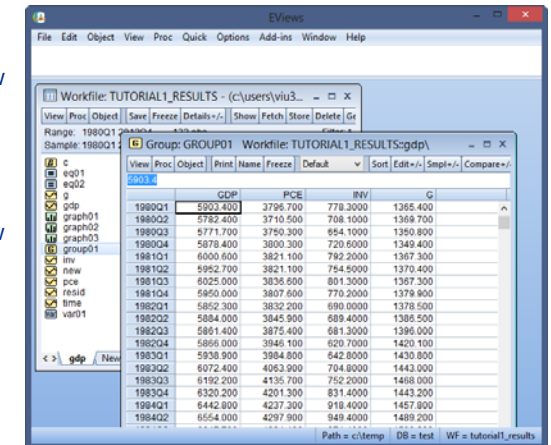 EViews
File Edit Object View Proc Quick Options Add-ins Window Help
Workfile: TUTORIAL1_RESULTS - (c:\users\viu3...
View Proc Object Save Freeze Details+/- Show Fetch Store Delete Ge
Range: 1980Q1
Sample: 1980Q1
c
eq01
eq02
g
gdp
graph01
graph02
graph03
group01
inv
new
pce
resid
time
var01
gdp New
Group: GROUP01 Workfile: TUTORIAL1_RESULTS::gdp\
View Proc Object Print Name Freeze Default Sort Edit+/- Smpl+/- Compare+/-
5903.4
GDP PCE INV G
1980Q1 5903.400 3796.700 778.3000 1365.400
1980Q2 5782.400 3710.500 708.1000 1369.700
1980Q3 5771.700 3750.300 654.1000 1350.800
1980Q4 5878.400 3800.300 720.6000 1349.400
1981Q1 6000.600 3821.100 792.2000 1367.300
1981Q2 5952.700 3821.100 754.5000 1370.400
1981Q3 6025.000 3836.600 801.3000 1367.300
1981Q4 5950.000 3807.600 770.2000 1379.900
1982Q1 5852.300 3832.200 690.0000 1378.500
1982Q2 5884.000 3845.900 689.4000 1386.500
1982Q3 5861.400 3875.400 681.3000 1396.000
1982Q4 5866.000 3946.100 620.7000 1420.100
1983Q1 5938.900 3984.800 642.8000 1430.800
1983Q2 6072.400 4063.900 704.8000 1443.000
1983Q3 6192.200 4135.700 752.2000 1468.000
1983Q4 6320.200 4201.300 831.4000 1443.200
1984Q1 6442.800 4237.300 918.4000 1457.800
1984Q2 6554.000 4297.900 949.4000 1489.200
Path = c:\temp DB = test WF = tutorial1_results